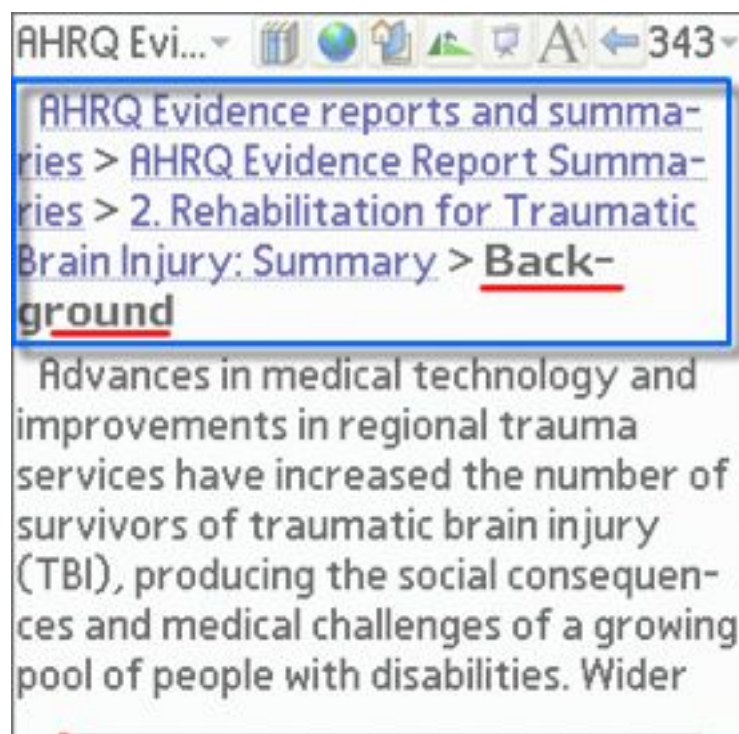 AHRQ Evi... A A 343
AHRQ Evidence reports and summa-
ries > AHRQ Evidence Report Summa-
ries > 2. Rehabilitation for Traumatic
Brain Injury: Summary > Back-
ground
Advances in medical technology and
improvements in regional trauma
services have increased the number of
survivors of traumatic brain injury
(TBI), producing the social consequen-
ces and medical challenges of a growing
pool of people with disabilities. Wider